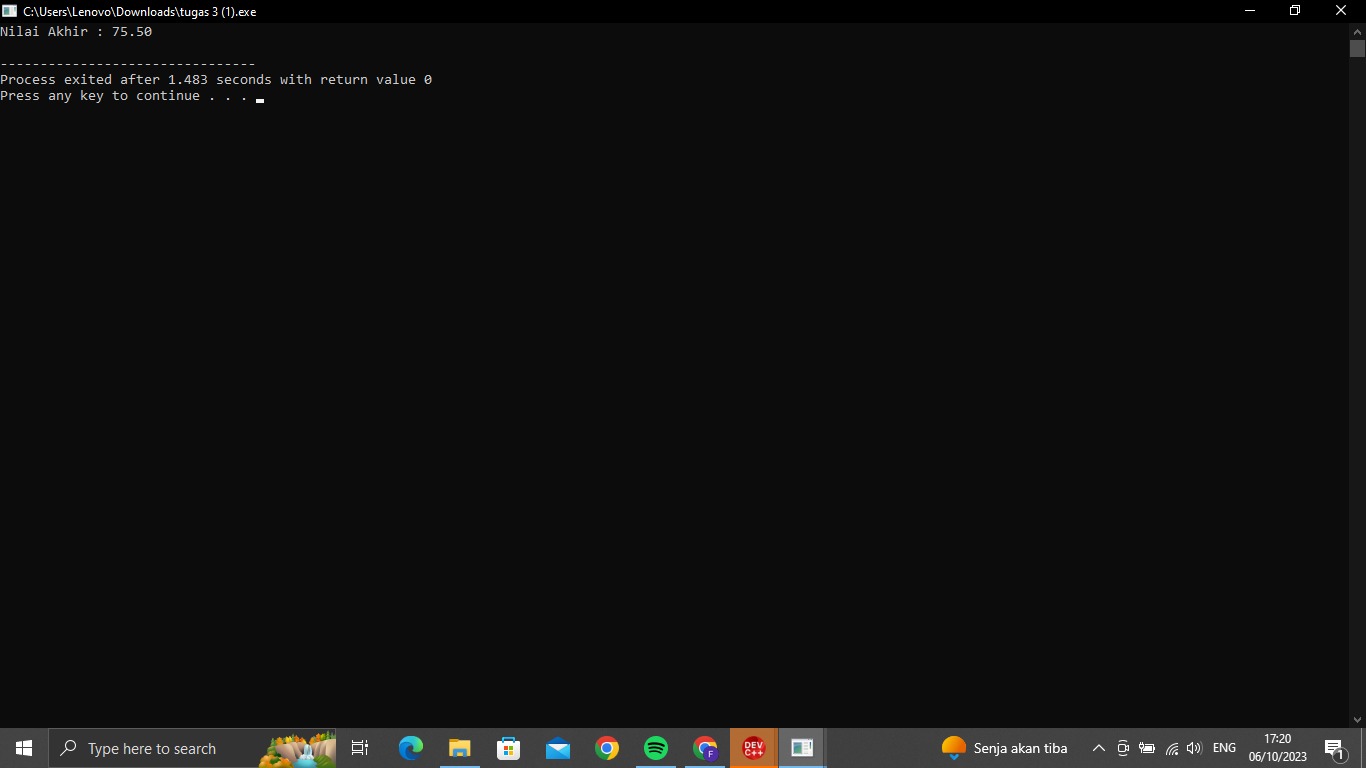 C:\Users\Lenovo\Downloads\tugas 3 (1).exe
Nilai Akhir : 75.50
--------------------------------
Process exited after 1.483 seconds with return value 0
Press any key to continue . . .
Type here to search
F
DEV
C++
Senja akan tiba
ENG
17:20
06/10/2023
1